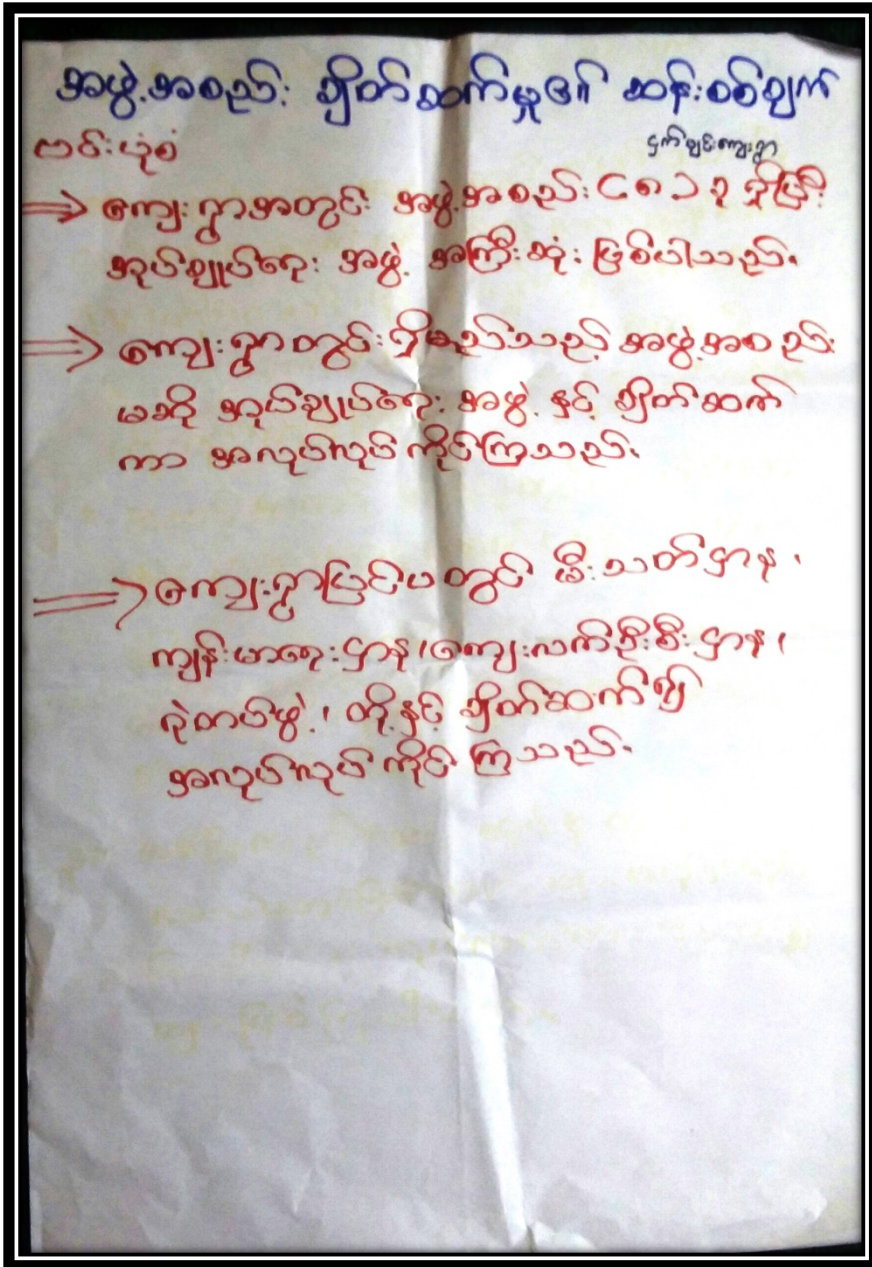 အဖွဲ့အစည်း ချိတ်ဆက်မှုဇယား ဆန်းစစ်ချက်
ငှက်ချင်းကျေးရွာ
ဗင်းပုံစံ
⇒ ကျေးရွာအတွင်း အဖွဲ့အစည်း (၈) ခု ရှိပြီး
အုပ်ချုပ်ရေး အဖွဲ့ အကြီးဆုံး ဖြစ်ပါသည်။
⇒ ကျေးရွာတွင်း ရှိမည်သည့် အဖွဲ့အစည်း
မဆို အုပ်ချုပ်ရေး အဖွဲ့ နှင့် ချိတ်ဆက်
ကာ အလုပ်လုပ် ကိုင်ကြသည်။
⇒ ကျေးရွာပြင်ပတွင် မီးသတ်ဌာန၊
ကျန်းမာရေးဌာန၊ ကျေးလက်ဦးစီးဌာန၊
ရဲတပ်ဖွဲ့၊ တို့နှင့် ချိတ်ဆက်၍
အလုပ်လုပ် ကိုင် ကြသည်။